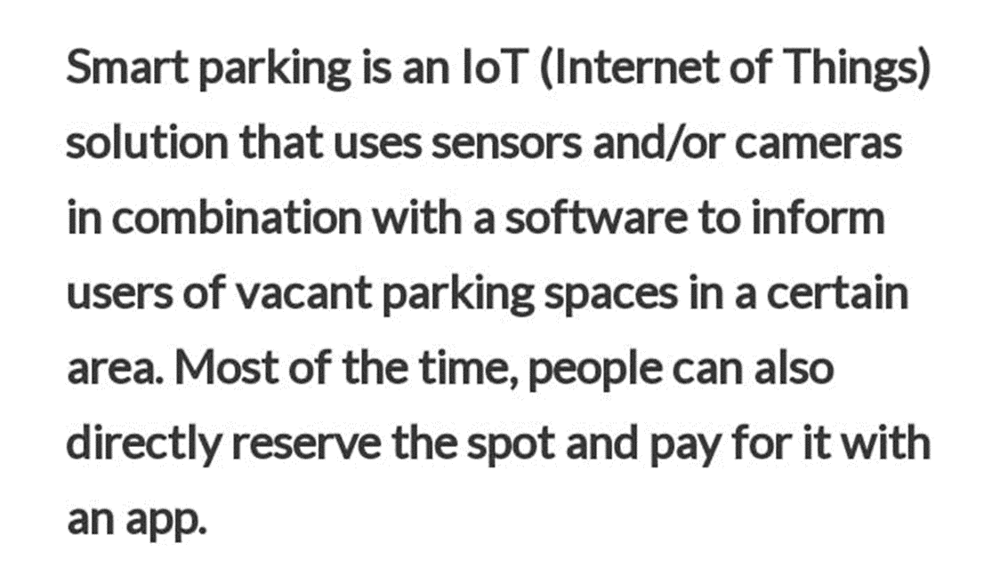 Smart parking is an IoT (Internet of Things)
solution that uses sensors and/or cameras
in combination with a software to inform
users of vacant parking spaces in a certain
area. Most of the time, people can also
directly reserve the spot and pay for it with
an app.